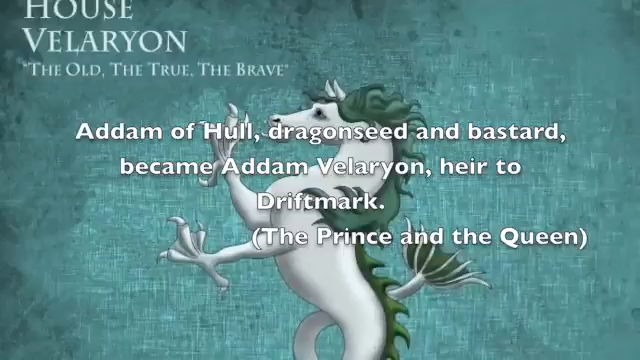 HOUSE
VELARYON
"THE OLD, THE TRUE, THE BRAVE"
Addam of Hull, dragonseed and bastard,
became Addam Velaryon, heir to
Driftmark.
(The Prince and the Queen)